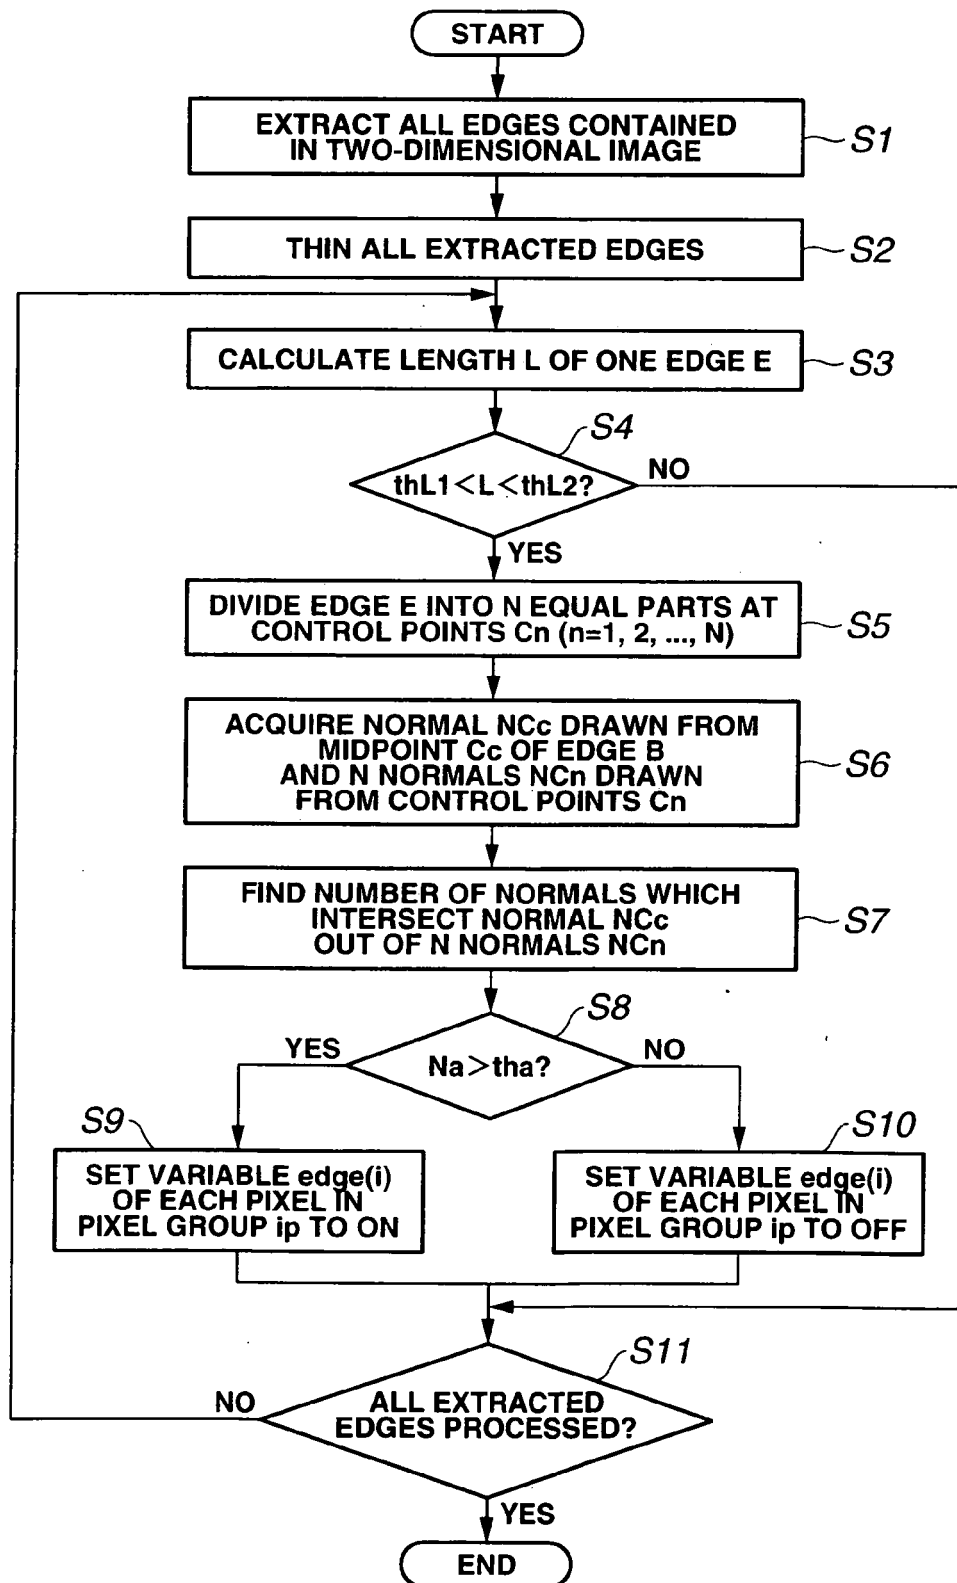 START
EXTRACT ALL EDGES CONTAINED
IN TWO-DIMENSIONAL IMAGE
S1
THIN ALL EXTRACTED EDGES
S2
CALCULATE LENGTH L OF ONE EDGE E
S3
S4
thL1<L<thL2?
NO
YES
DIVIDE EDGE E INTO N EQUAL PARTS AT
CONTROL POINTS Cn (n=1, 2, ..., N)
S5
ACQUIRE NORMAL NCc DRAWN FROM
MIDPOINT Cc OF EDGE B
AND N NORMALS NCn DRAWN
FROM CONTROL POINTS Cn
S6
FIND NUMBER OF NORMALS WHICH
INTERSECT NORMAL NCc
OUT OF N NORMALS NCn
S7
S8
YES
Na>tha?
NO
S9
SET VARIABLE edge(i)
OF EACH PIXEL IN
PIXEL GROUP ip TO ON
S10
SET VARIABLE edge(i)
OF EACH PIXEL IN
PIXEL GROUP ip TO OFF
S11
NO
ALL EXTRACTED
EDGES PROCESSED?
YES
END